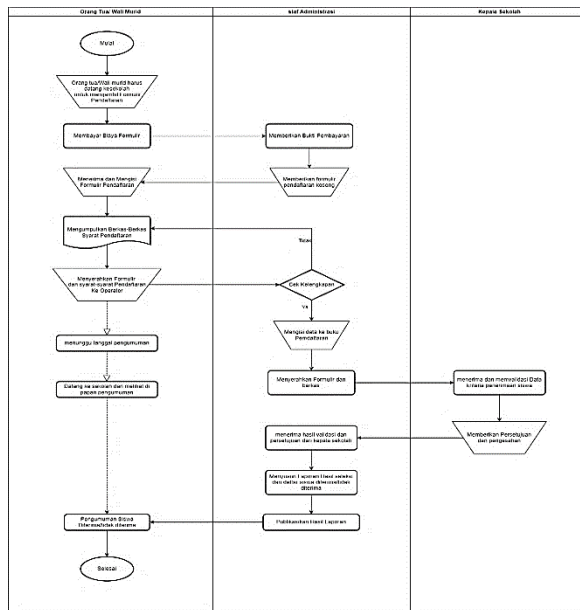 Orang Tua/ Wali Murid
staf Administrasi
Kepala Sekolah
Mulai
Orang tua/Wali murid harus
datang kesekolah
untuk mengambil Formulir
Pendaftaran
Membayar Biaya Formulir
Memberikan Bukti Pembayaran
Menerima dan Mengisi
Formulir Pendaftaran
Memberikan formulir
pendaftaran kosong
Mengumpulkan Berkas-Berkas
Syarat Pendaftaran
Tidak
Menyerahkan Formulir
dan syarat-syarat Pendaftaran
Ke Operator
Cek Kelengkapan
Ya
Mengisi data ke buku
Pendaftaran
menunggu tanggal pengumuman
Datang ke sekolah dan melihat di
papan pengumuman
Menyerahkan Formulir dan
berkas
menerima dan memvalidasi Data
kriteria penerimaan siswa
Memberikan Persetujuan
dan pengesahan
menerima hasil validasi dan
persetujuan dari kepala sekolah
Menyusun Laporan Hasil seleksi
dan daftar siswa diterima/tidak
diterima
Pengumuman Siswa
Diterima/tidak diterima
Publikasikan Hasil Laporan
Selesai